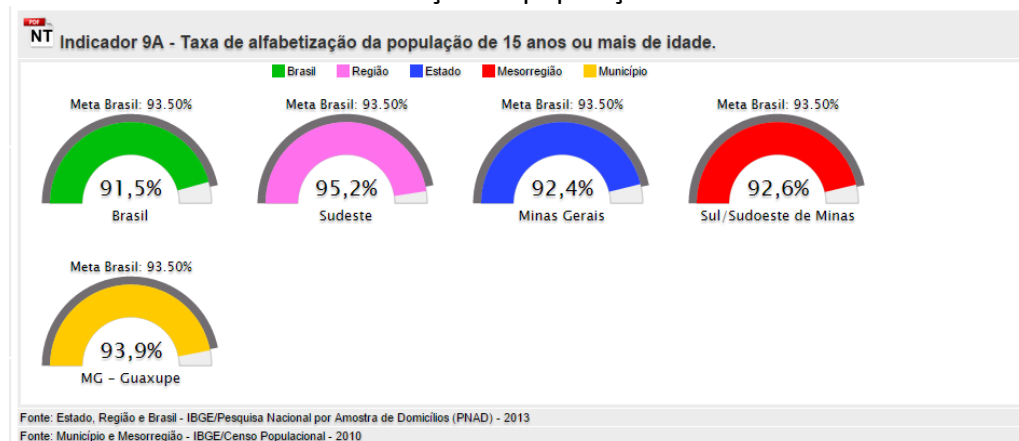 PDF
NT Indicador 9A - Taxa de alfabetização da população de 15 anos ou mais de idade.
Brasil Região Estado Mesorregião Município
Meta Brasil: 93.50% Meta Brasil: 93.50% Meta Brasil: 93.50% Meta Brasil: 93.50%
91,5% 95,2% 92,4% 92,6%
Brasil Sudeste Minas Gerais Sul/Sudoeste de Minas
Meta Brasil: 93.50%
93,9%
MG - Guaxupe
Fonte: Estado, Região e Brasil - IBGE/Pesquisa Nacional por Amostra de Domicílios (PNAD) - 2013
Fonte: Município e Mesorregião - IBGE/Censo Populacional - 2010